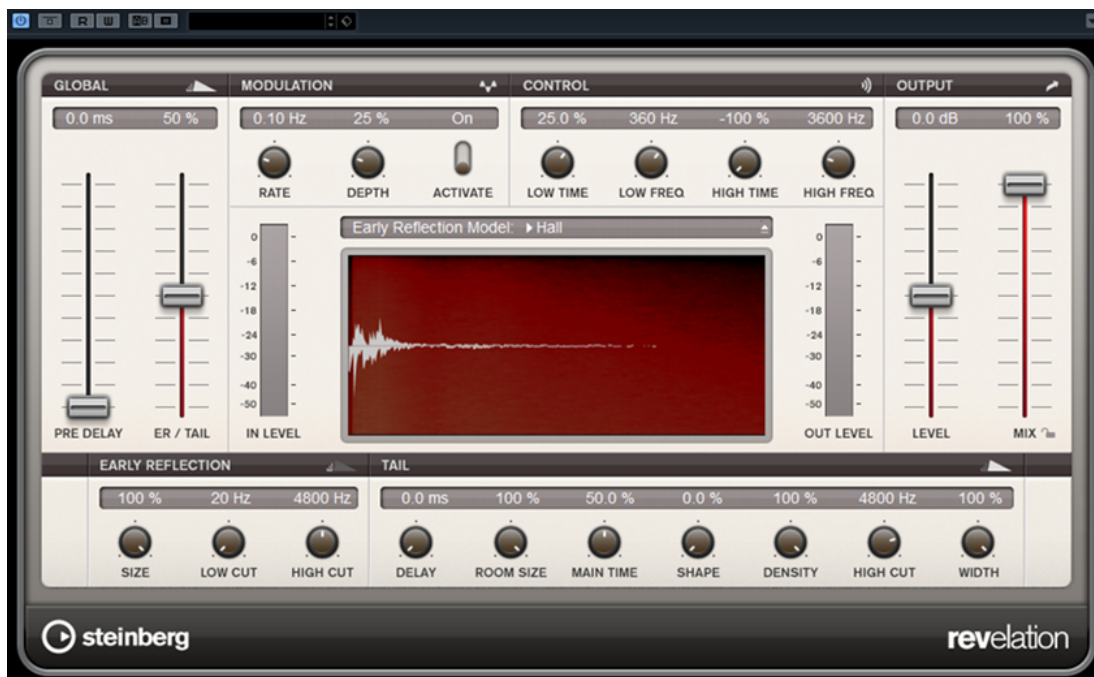 R W
GLOBAL MODULATION CONTROL OUTPUT
0.0 ms 50 % 0.10 Hz 25 % On 25.0 % 360 Hz -100 % 3600 Hz 0.0 dB 100 %
RATE DEPTH ACTIVATE LOW TIME LOW FREQ HIGH TIME HIGH FREQ
Early Reflection Model: Hall
0 0
-6 -6
-12 -12
-18 -18
-24 -24
-30 -30
-40 -40
-50 -50
PRE DELAY ER / TAIL IN LEVEL OUT LEVEL LEVEL MIX
EARLY REFLECTION TAIL
100 % 20 Hz 4800 Hz 0.0 ms 100 % 50.0 % 0.0 % 100 % 4800 Hz 100 %
SIZE LOW CUT HIGH CUT DELAY ROOM SIZE MAIN TIME SHAPE DENSITY HIGH CUT WIDTH
steinberg revelation